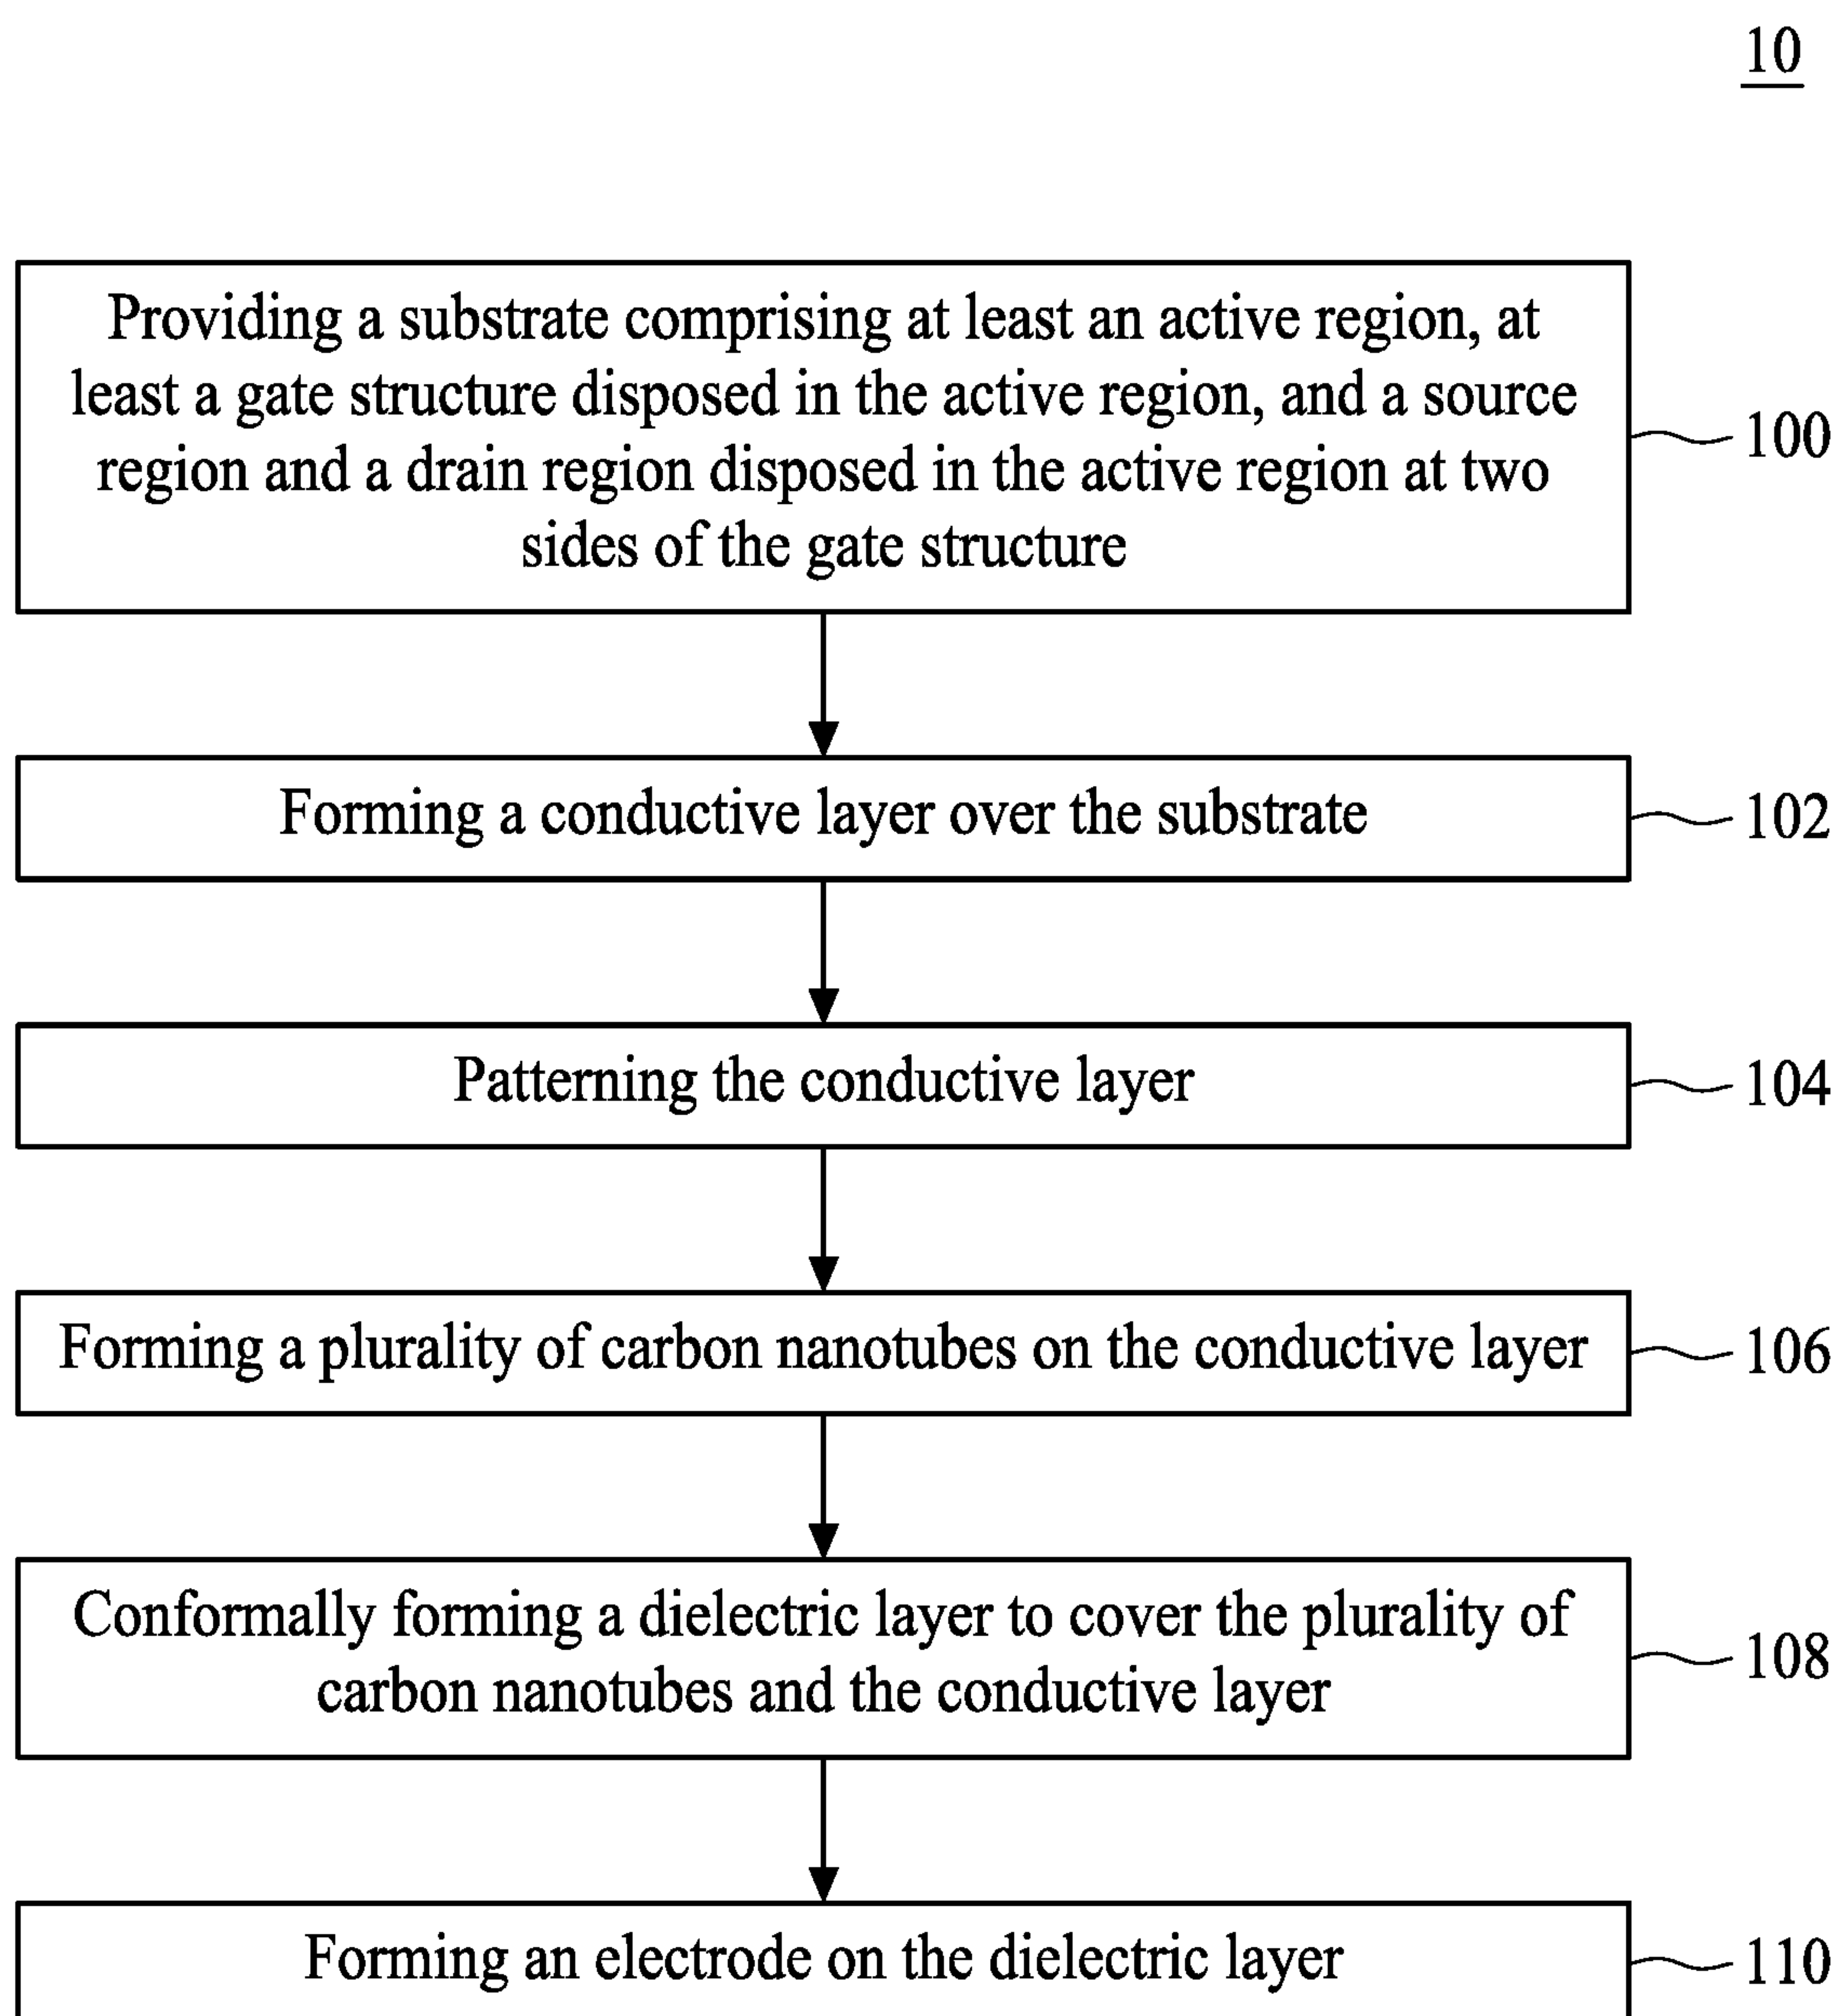 10
Providing a substrate comprising at least an active region, at
least a gate structure disposed in the active region, and a source
region and a drain region disposed in the active region at two
sides of the gate structure
100
Forming a conductive layer over the substrate
102
Patterning the conductive layer
104
Forming a plurality of carbon nanotubes on the conductive layer
106
Conformally forming a dielectric layer to cover the plurality of
carbon nanotubes and the conductive layer
108
Forming an electrode on the dielectric layer
110